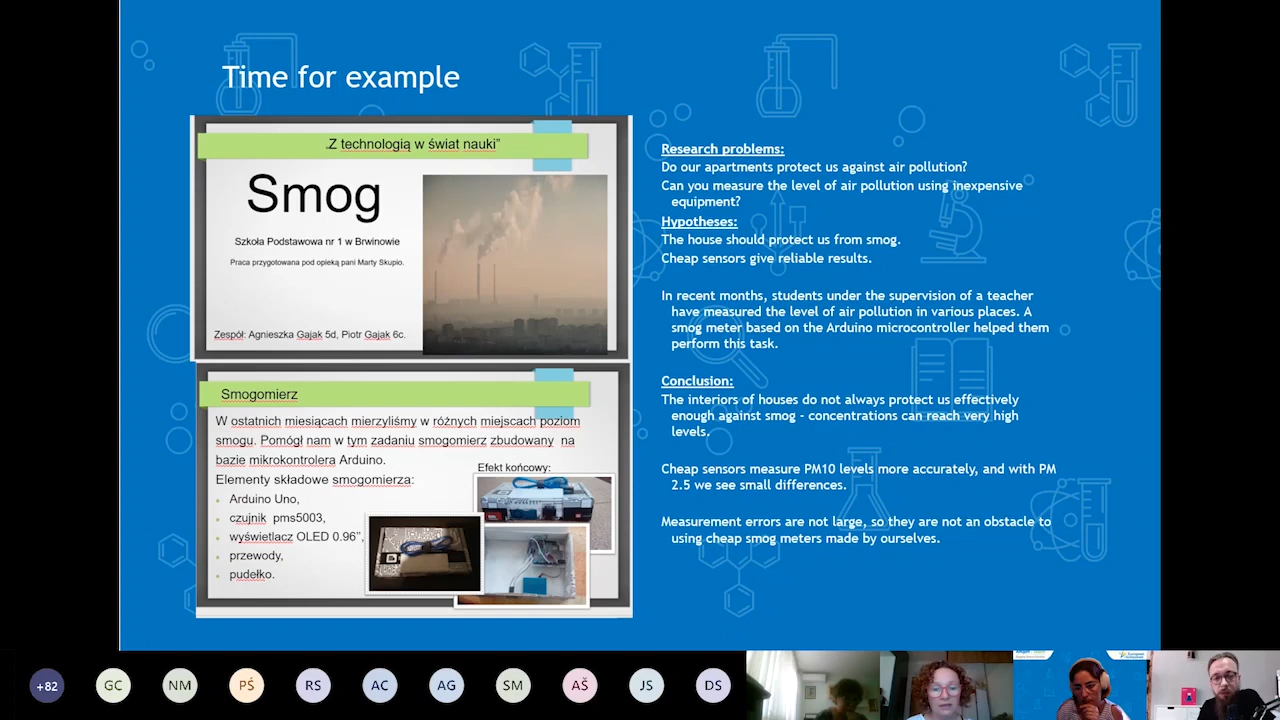 Time for example
„Z technologią w świat nauki”
Smog
Szkoła Podstawowa nr 1 w Brwinowie
Praca przygotowana pod opieką pani Marty Skupio.
Zespół: Agnieszka Gajak 5d, Piotr Gajak 6c.
Smogomierz
W ostatnich miesiącach mierzyliśmy w różnych miejscach poziom
smogu. Pomógł nam w tym zadaniu smogomierz zbudowany na
bazie mikrokontrolera Arduino.
Efekt końcowy:
Elementy składowe smogomierza:
Arduino Uno,
czujnik pms5003,
wyświetlacz OLED 0.96”,
przewody,
pudełko.
Research problems:
Do our apartments protect us against air pollution?
Can you measure the level of air pollution using inexpensive
equipment?
Hypotheses:
The house should protect us from smog.
Cheap sensors give reliable results.
In recent months, students under the supervision of a teacher
have measured the level of air pollution in various places. A
smog meter based on the Arduino microcontroller helped them
perform this task.
Conclusion:
The interiors of houses do not always protect us effectively
enough against smog - concentrations can reach very high
levels.
Cheap sensors measure PM10 levels more accurately, and with PM
2.5 we see small differences.
Measurement errors are not large, so they are not an obstacle to
using cheap smog meters made by ourselves.
+82
GC
NM
PŚ
RS
AC
AG
SM
AŠ
JS
DS